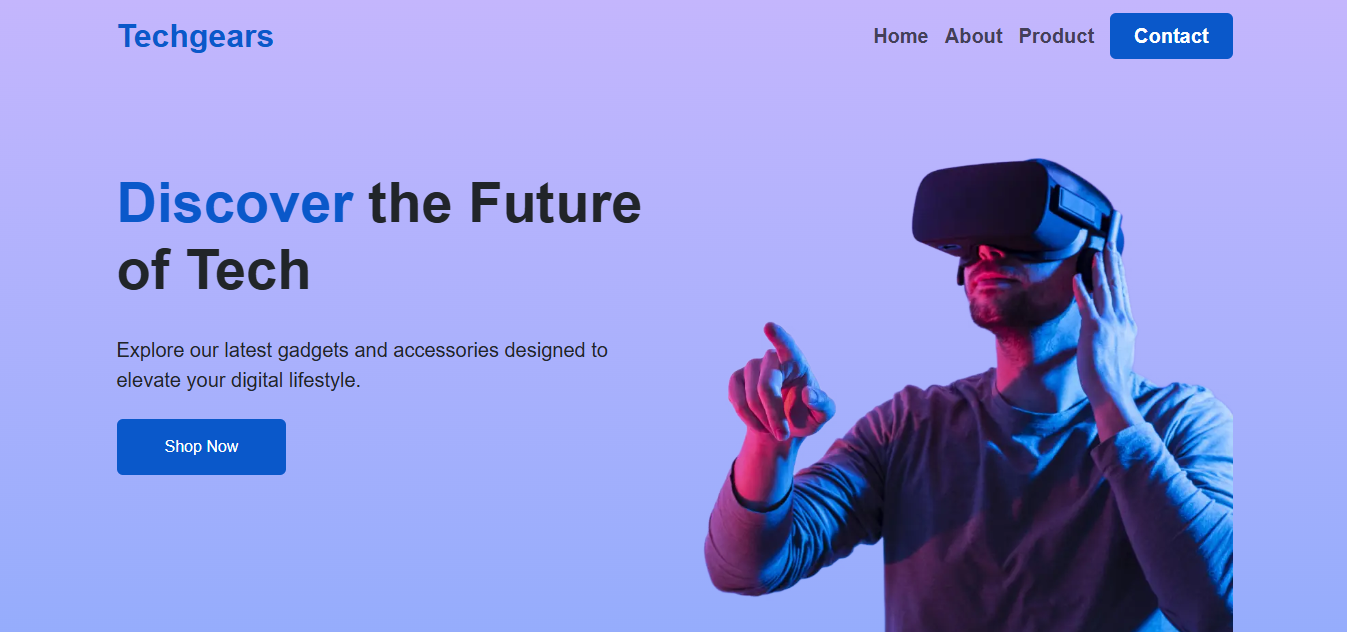 Techgears
Home About Product Contact
Discover the Future
of Tech
Explore our latest gadgets and accessories designed to
elevate your digital lifestyle.
Shop Now